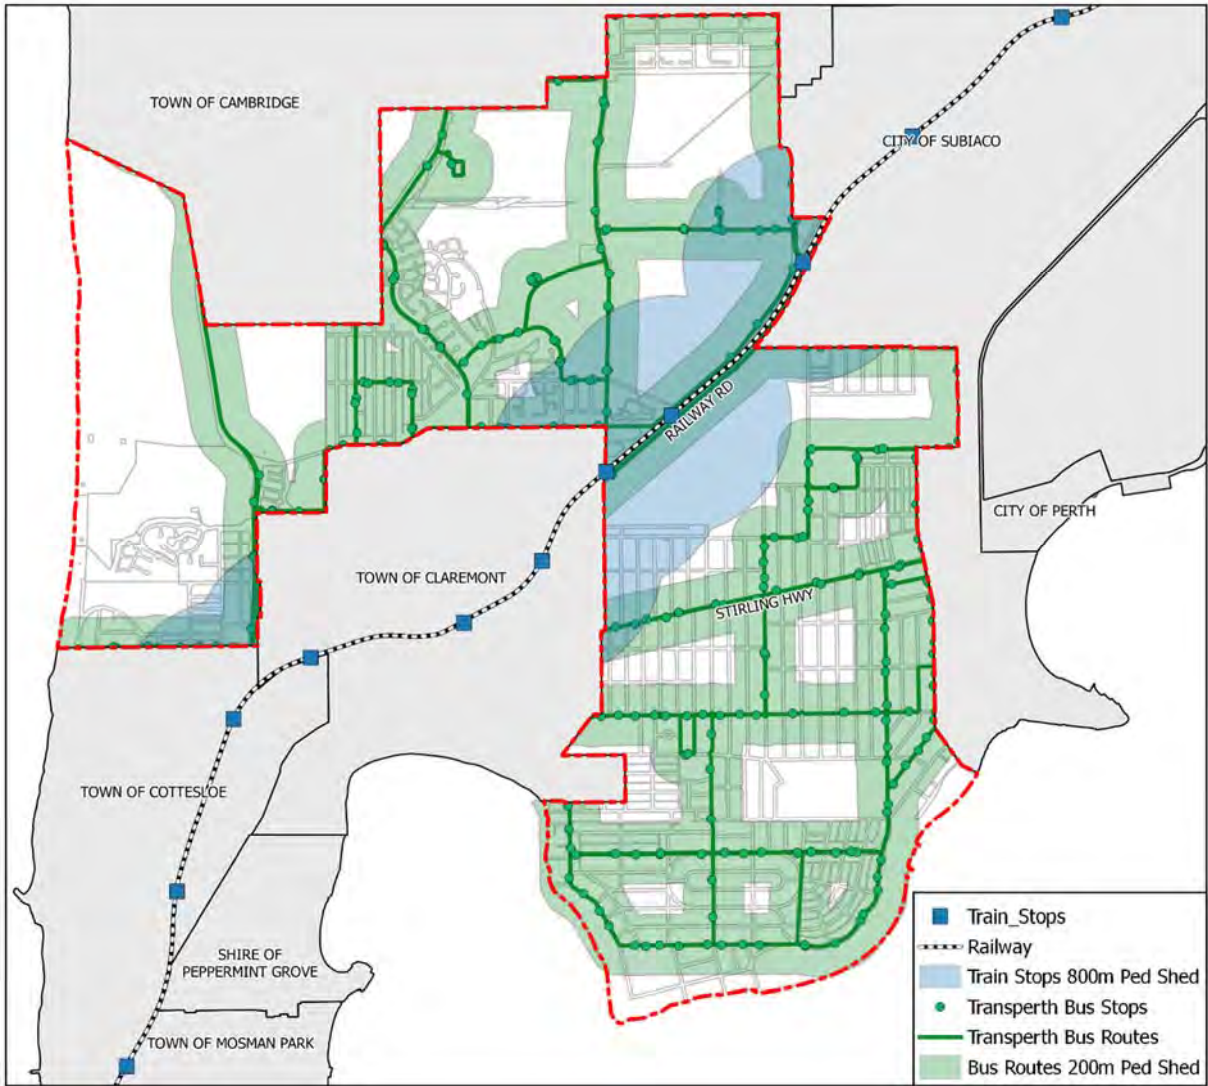 TOWN OF CAMBRIDGE
CITY OF SUBIACO
RAILWAY RD
CITY OF PERTH
TOWN OF CLAREMONT
STIRLING HWY
TOWN OF COTTESLOE
SHIRE OF
PEPPERMINT GROVE
TOWN OF MOSMAN PARK
Train_Stops
Railway
Train Stops 800m Ped Shed
Transperth Bus Stops
Transperth Bus Routes
Bus Routes 200m Ped Shed